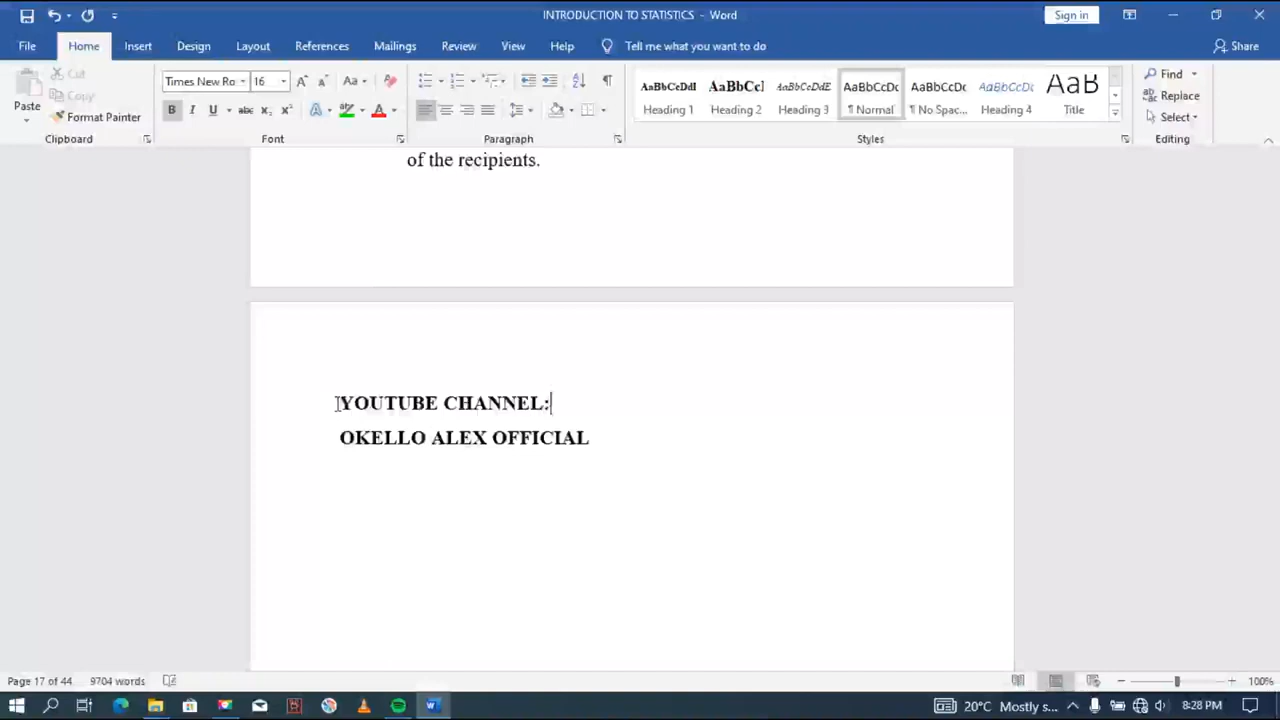 INTRODUCTION TO STATISTICS - Word
Sign in
File Home Insert Design Layout References Mailings Review View Help Tell me what you want to do Share
Paste
Cut
Copy
Format Painter
Clipboard
Times New Ro 16
Font
Paragraph
AaBbCcDdI AaBbCcI AaBbCcDdE AaBbCcDc AaBbCcDc AaBbCcDc AaB
Heading 1 Heading 2 Heading 3 ¶ Normal ¶ No Spac... Heading 4 Title
Styles
Find
Replace
Select
Editing
of the recipients.
YOUTUBE CHANNEL:
OKELLO ALEX OFFICIAL
Page 17 of 44 9704 words 100%
20°C Mostly s... 8:28 PM